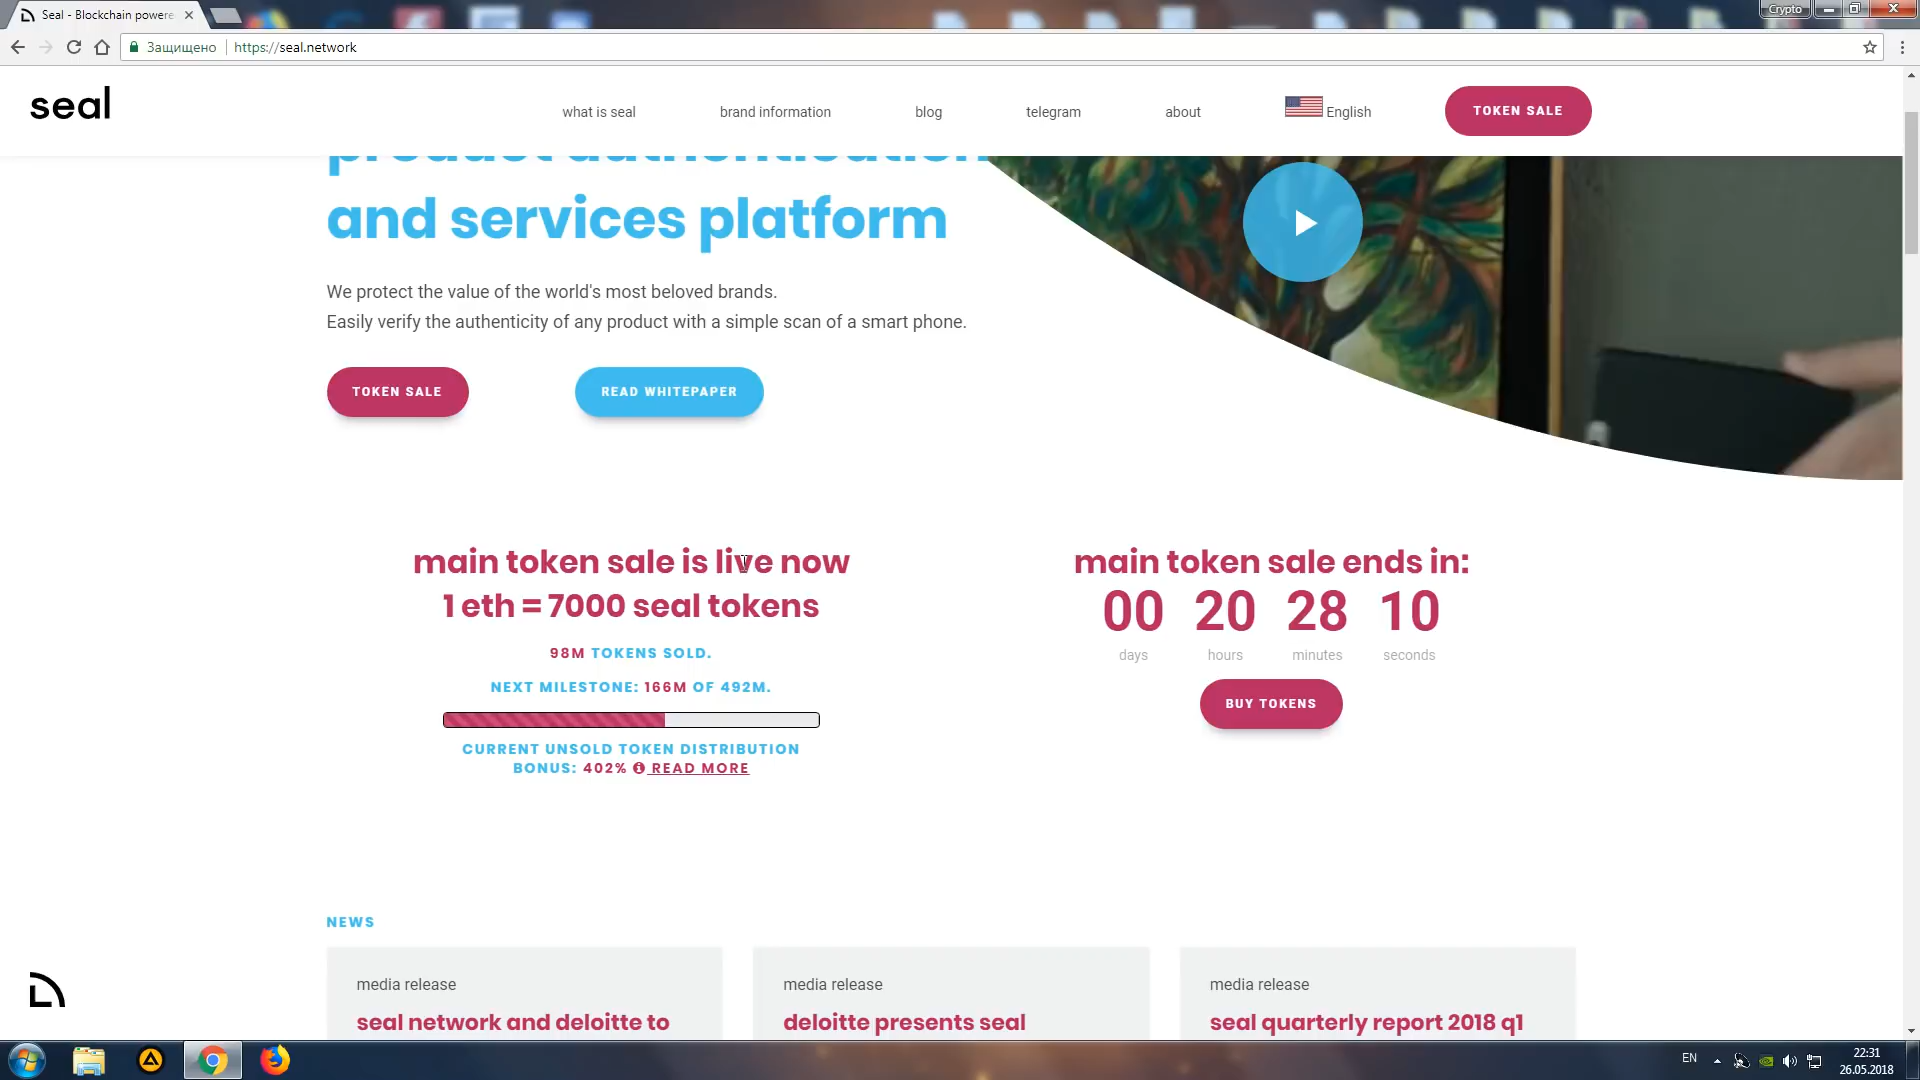 Seal - Blockchain powere
Crypto
Защищено
https://seal.network
seal
what is seal
brand information
blog
telegram
about
English
TOKEN SALE
product authentication
and services platform
We protect the value of the world's most beloved brands.
Easily verify the authenticity of any product with a simple scan of a smart phone.
TOKEN SALE
READ WHITEPAPER
main token sale is live now
1 eth = 7000 seal tokens
98M TOKENS SOLD.
NEXT MILESTONE: 166M OF 492M.
CURRENT UNSOLD TOKEN DISTRIBUTION
BONUS: 402% READ MORE
main token sale ends in:
00 20 28 10
days hours minutes seconds
BUY TOKENS
NEWS
media release
seal network and deloitte to
media release
deloitte presents seal
media release
seal quarterly report 2018 q1
EN
22:31
26.05.2018